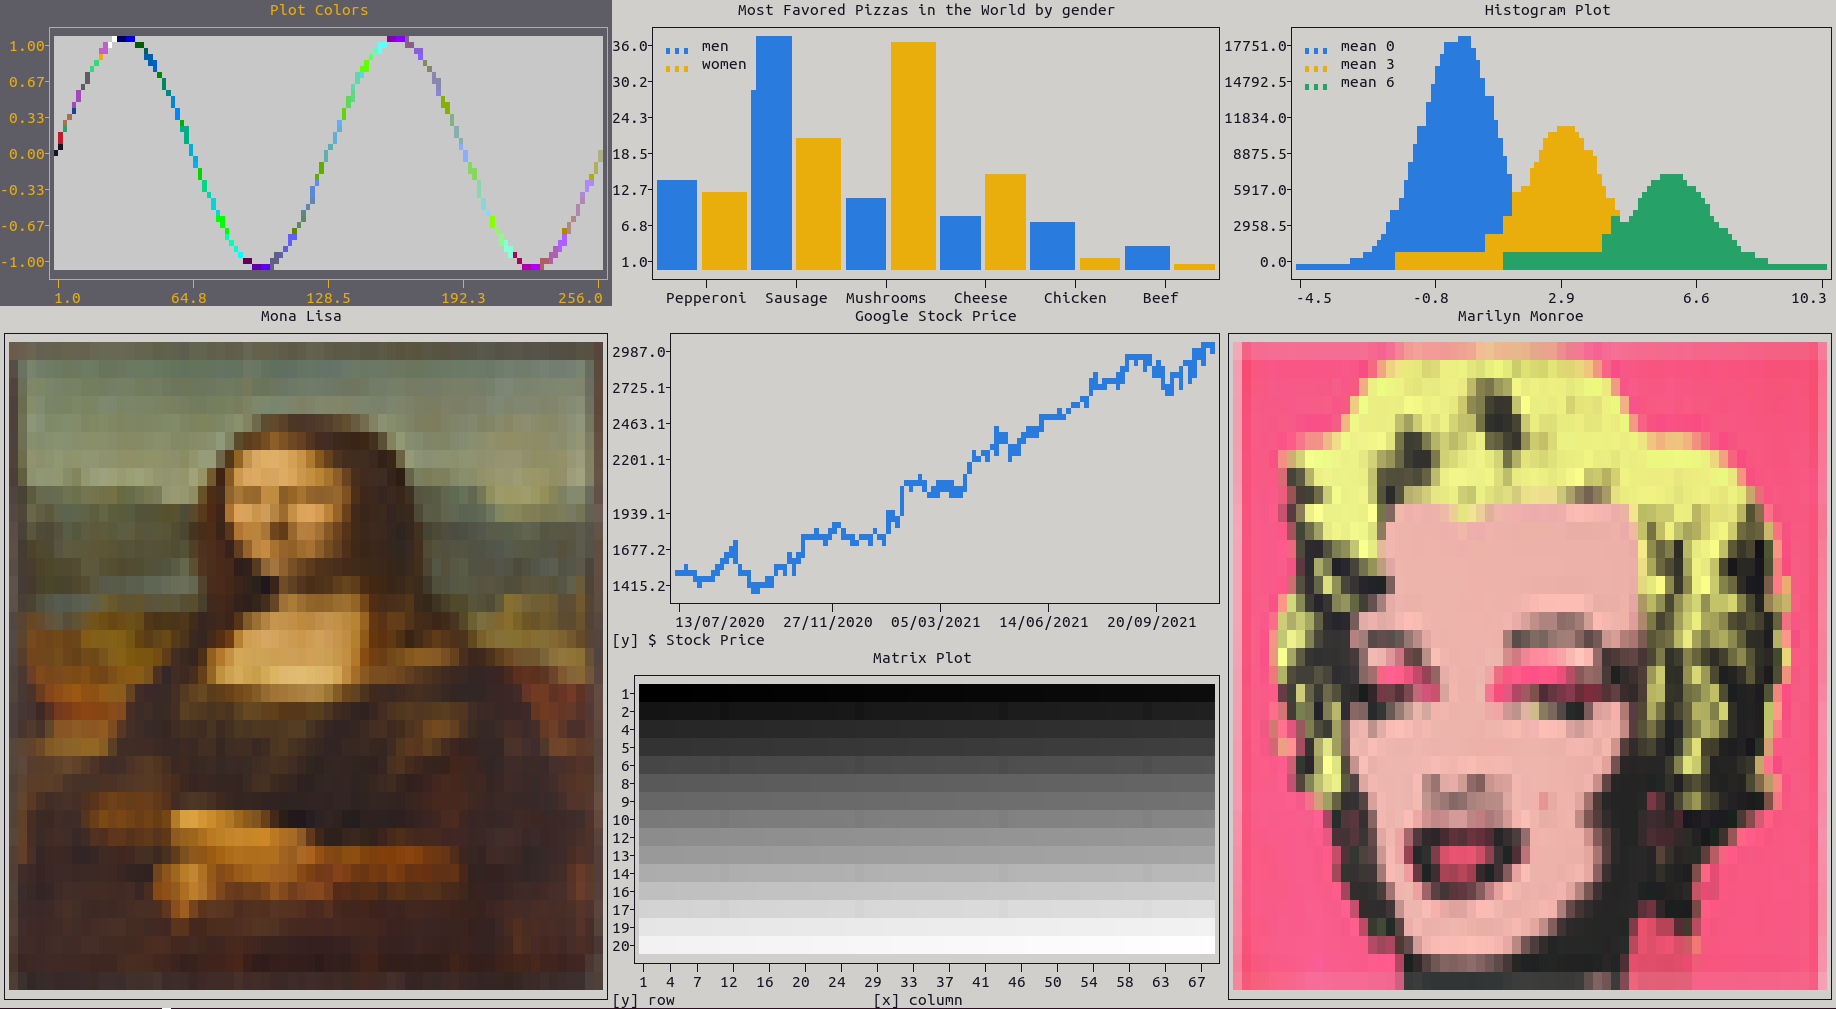 Plot Colors
1.00
0.67
0.33
0.00
-0.33
-0.67
-1.00
1.0 64.8 128.5 192.3 256.0
Most Favored Pizzas in the World by gender
men
women
36.0
30.2
24.3
18.5
12.7
6.8
1.0
Pepperoni Sausage Mushrooms Cheese Chicken Beef
Histogram Plot
mean 0
mean 3
mean 6
17751.0
14792.5
11834.0
8875.5
5917.0
2958.5
0.0
-4.5 -0.8 2.9 6.6 10.3
Mona Lisa
Google Stock Price
2987.0
2725.1
2463.1
2201.1
1939.1
1677.2
1415.2
13/07/2020 27/11/2020 05/03/2021 14/06/2021 20/09/2021
[y] $ Stock Price
Matrix Plot
1
2
4
5
6
8
9
10
12
13
14
16
17
19
20
1 4 7 12 16 20 24 29 33 37 41 46 50 54 58 63 67
[y] row [x] column
Marilyn Monroe